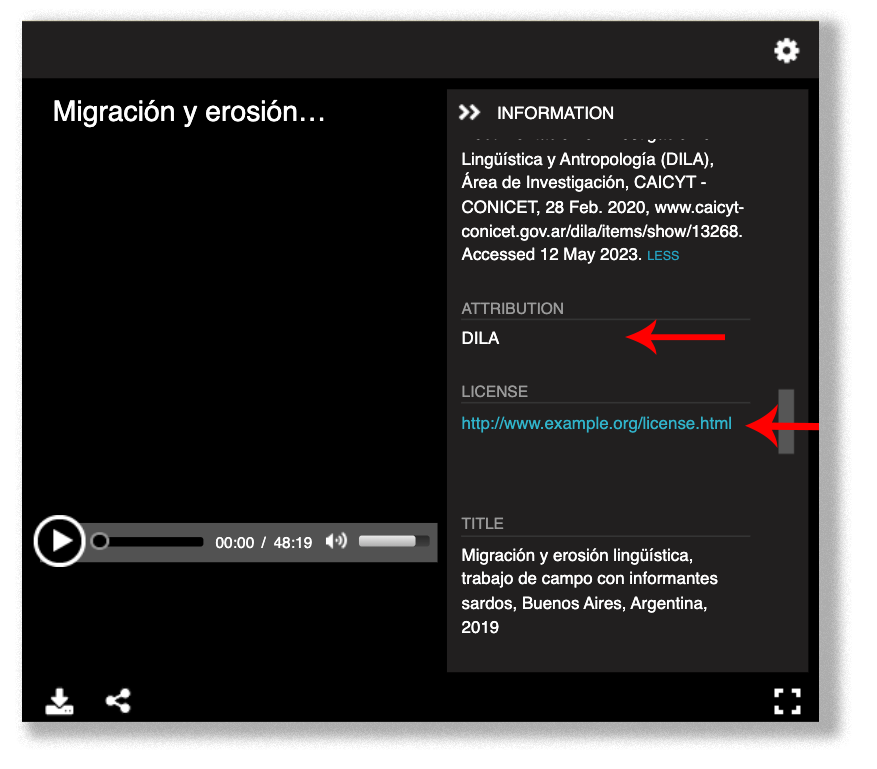 Migración y erosión…
INFORMATION
Lingüística y Antropología (DILA),
Área de Investigación, CAICYT -
CONICET, 28 Feb. 2020, www.caicyt-
conicet.gov.ar/dila/items/show/13268.
Accessed 12 May 2023. LESS
ATTRIBUTION
DILA
LICENSE
http://www.example.org/license.html
TITLE
Migración y erosión lingüística,
trabajo de campo con informantes
sardos, Buenos Aires, Argentina,
2019
00:00 / 48:19